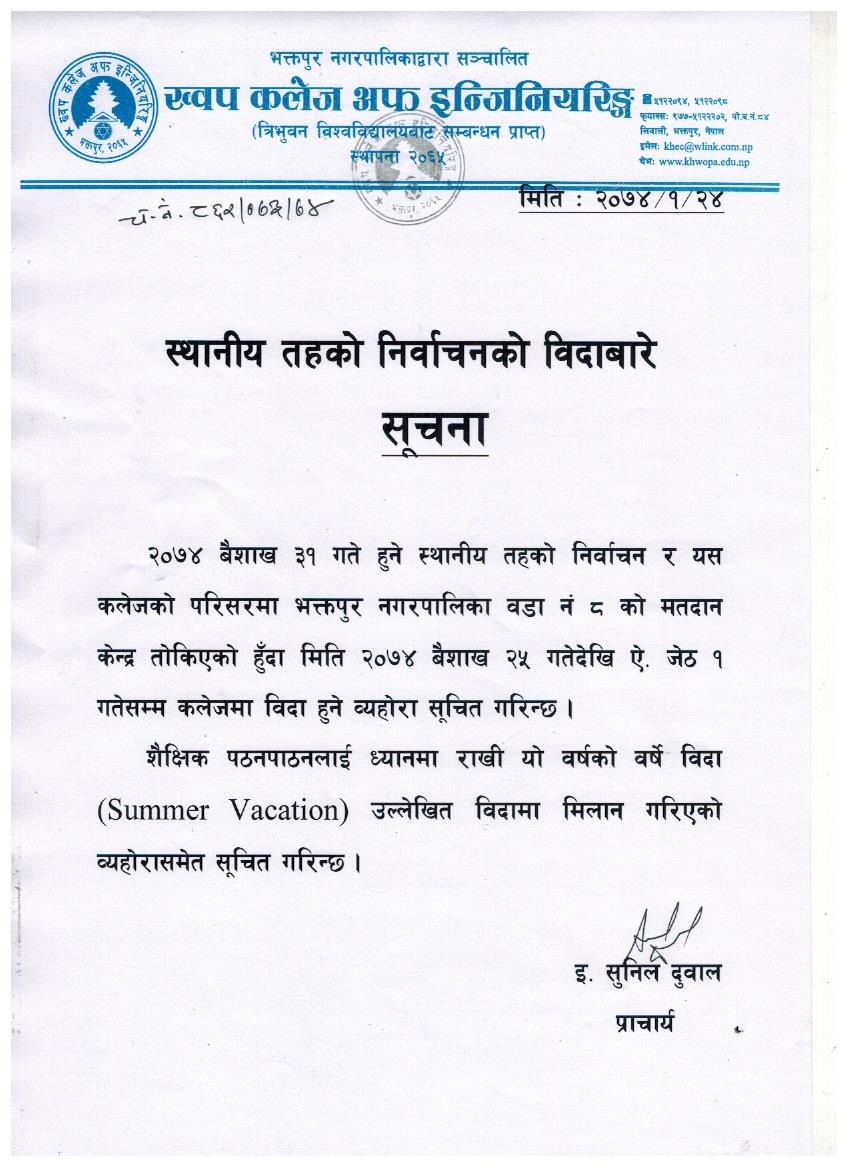 भक्तपुर नगरपालिकाद्वारा सञ्चालित
ख्वप कलेज अफ इन्जिनियरिङ्ग
(त्रिभुवन विश्वविद्यालयबाट सम्बन्धन प्राप्त)
स्थापना २०६५
ख्वप कलेज अफ इन्जिनियरिङ्ग
भक्तपुर, २०६५
५१२२०९४, ५१२२०९८
फ्याक्सः ९७७-५१२२२०२, पो.ब.नं.८४
लिवाली, भक्तपुर, नेपाल
इमेलः khec@wlink.com.np
वेभः www.khwopa.edu.np
च.नं. ८६२/०७३/७४
मिति : २०७४/१/२४
स्थानीय तहको निर्वाचनको विदाबारे
सूचना
२०७४ बैशाख ३१ गते हुने स्थानीय तहको निर्वाचन र यस
कलेजको परिसरमा भक्तपुर नगरपालिका वडा नं ८ को मतदान
केन्द्र तोकिएको हुँदा मिति २०७४ बैशाख २५ गतेदेखि ऐ. जेठ १
गतेसम्म कलेजमा विदा हुने व्यहोरा सूचित गरिन्छ ।
शैक्षिक पठनपाठनलाई ध्यानमा राखी यो वर्षको वर्षे विदा
(Summer Vacation) उल्लेखित विदामा मिलान गरिएको
व्यहोरासमेत सूचित गरिन्छ ।
इ. सुनिल दुवाल
प्राचार्य